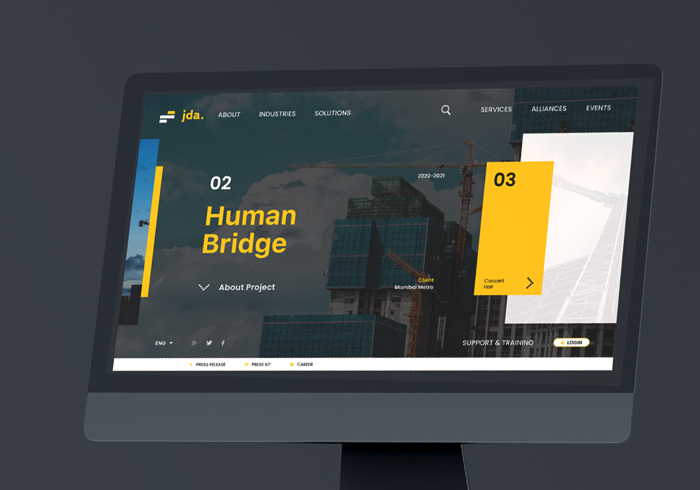 jda.
ABOUT
INDUSTRIES
SOLUTIONS
SERVICES
ALLIANCES
EVENTS
02
2020-2021
03
Human
Bridge
About Project
Client
Mumbai Metro
Concert
Hall
ENG
SUPPORT & TRAINING
LOGIN
PRESS RELEASE
PRESS KIT
CAREER